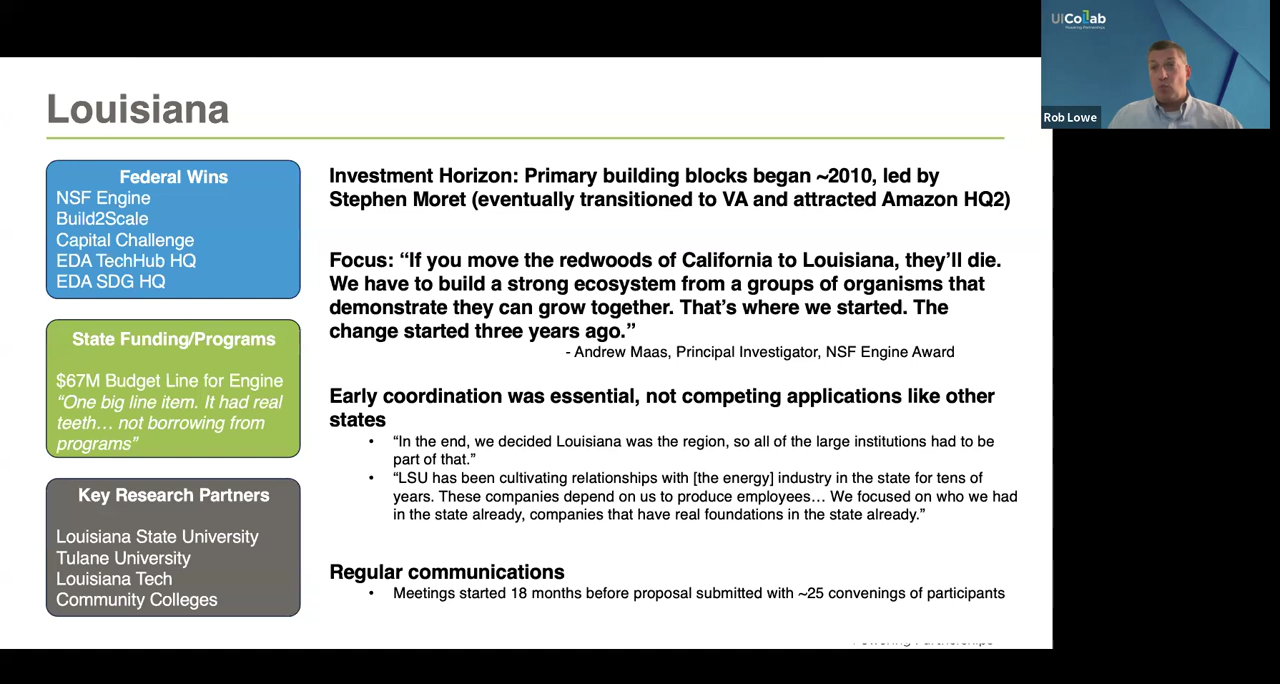 UICollab
Powering Partnerships
Rob Lowe
Louisiana
Federal Wins
NSF Engine
Build2Scale
Capital Challenge
EDA TechHub HQ
EDA SDG HQ
State Funding/Programs
$67M Budget Line for Engine
“One big line item. It had real
teeth… not borrowing from
programs”
Key Research Partners
Louisiana State University
Tulane University
Louisiana Tech
Community Colleges
Investment Horizon: Primary building blocks began ~2010, led by
Stephen Moret (eventually transitioned to VA and attracted Amazon HQ2)
Focus: “If you move the redwoods of California to Louisiana, they’ll die.
We have to build a strong ecosystem from a groups of organisms that
demonstrate they can grow together. That’s where we started. The
change started three years ago.”
- Andrew Maas, Principal Investigator, NSF Engine Award
Early coordination was essential, not competing applications like other
states
• “In the end, we decided Louisiana was the region, so all of the large institutions had to be
part of that.”
• “LSU has been cultivating relationships with [the energy] industry in the state for tens of
years. These companies depend on us to produce employees… We focused on who we had
in the state already, companies that have real foundations in the state already.”
Regular communications
• Meetings started 18 months before proposal submitted with ~25 convenings of participants